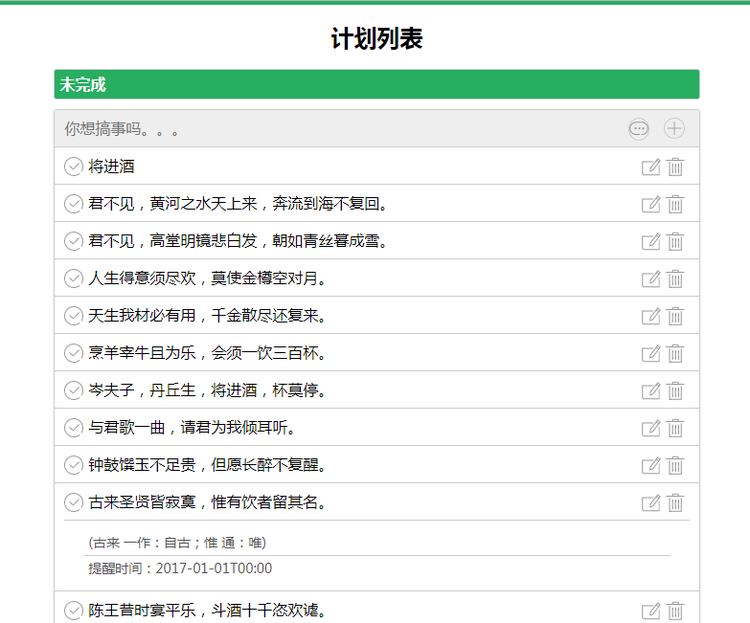 计划列表
未完成
你想搞事吗。。。
将进酒
君不见，黄河之水天上来，奔流到海不复回。
君不见，高堂明镜悲白发，朝如青丝暮成雪。
人生得意须尽欢，莫使金樽空对月。
天生我材必有用，千金散尽还复来。
烹羊宰牛且为乐，会须一饮三百杯。
岑夫子，丹丘生，将进酒，杯莫停。
与君歌一曲，请君为我倾耳听。
钟鼓馔玉不足贵，但愿长醉不复醒。
古来圣贤皆寂寞，惟有饮者留其名。
(古来 一作：自古；惟 通：唯)
提醒时间：2017-01-01T00:00
陈王昔时宴平乐，斗酒十千恣欢谑。